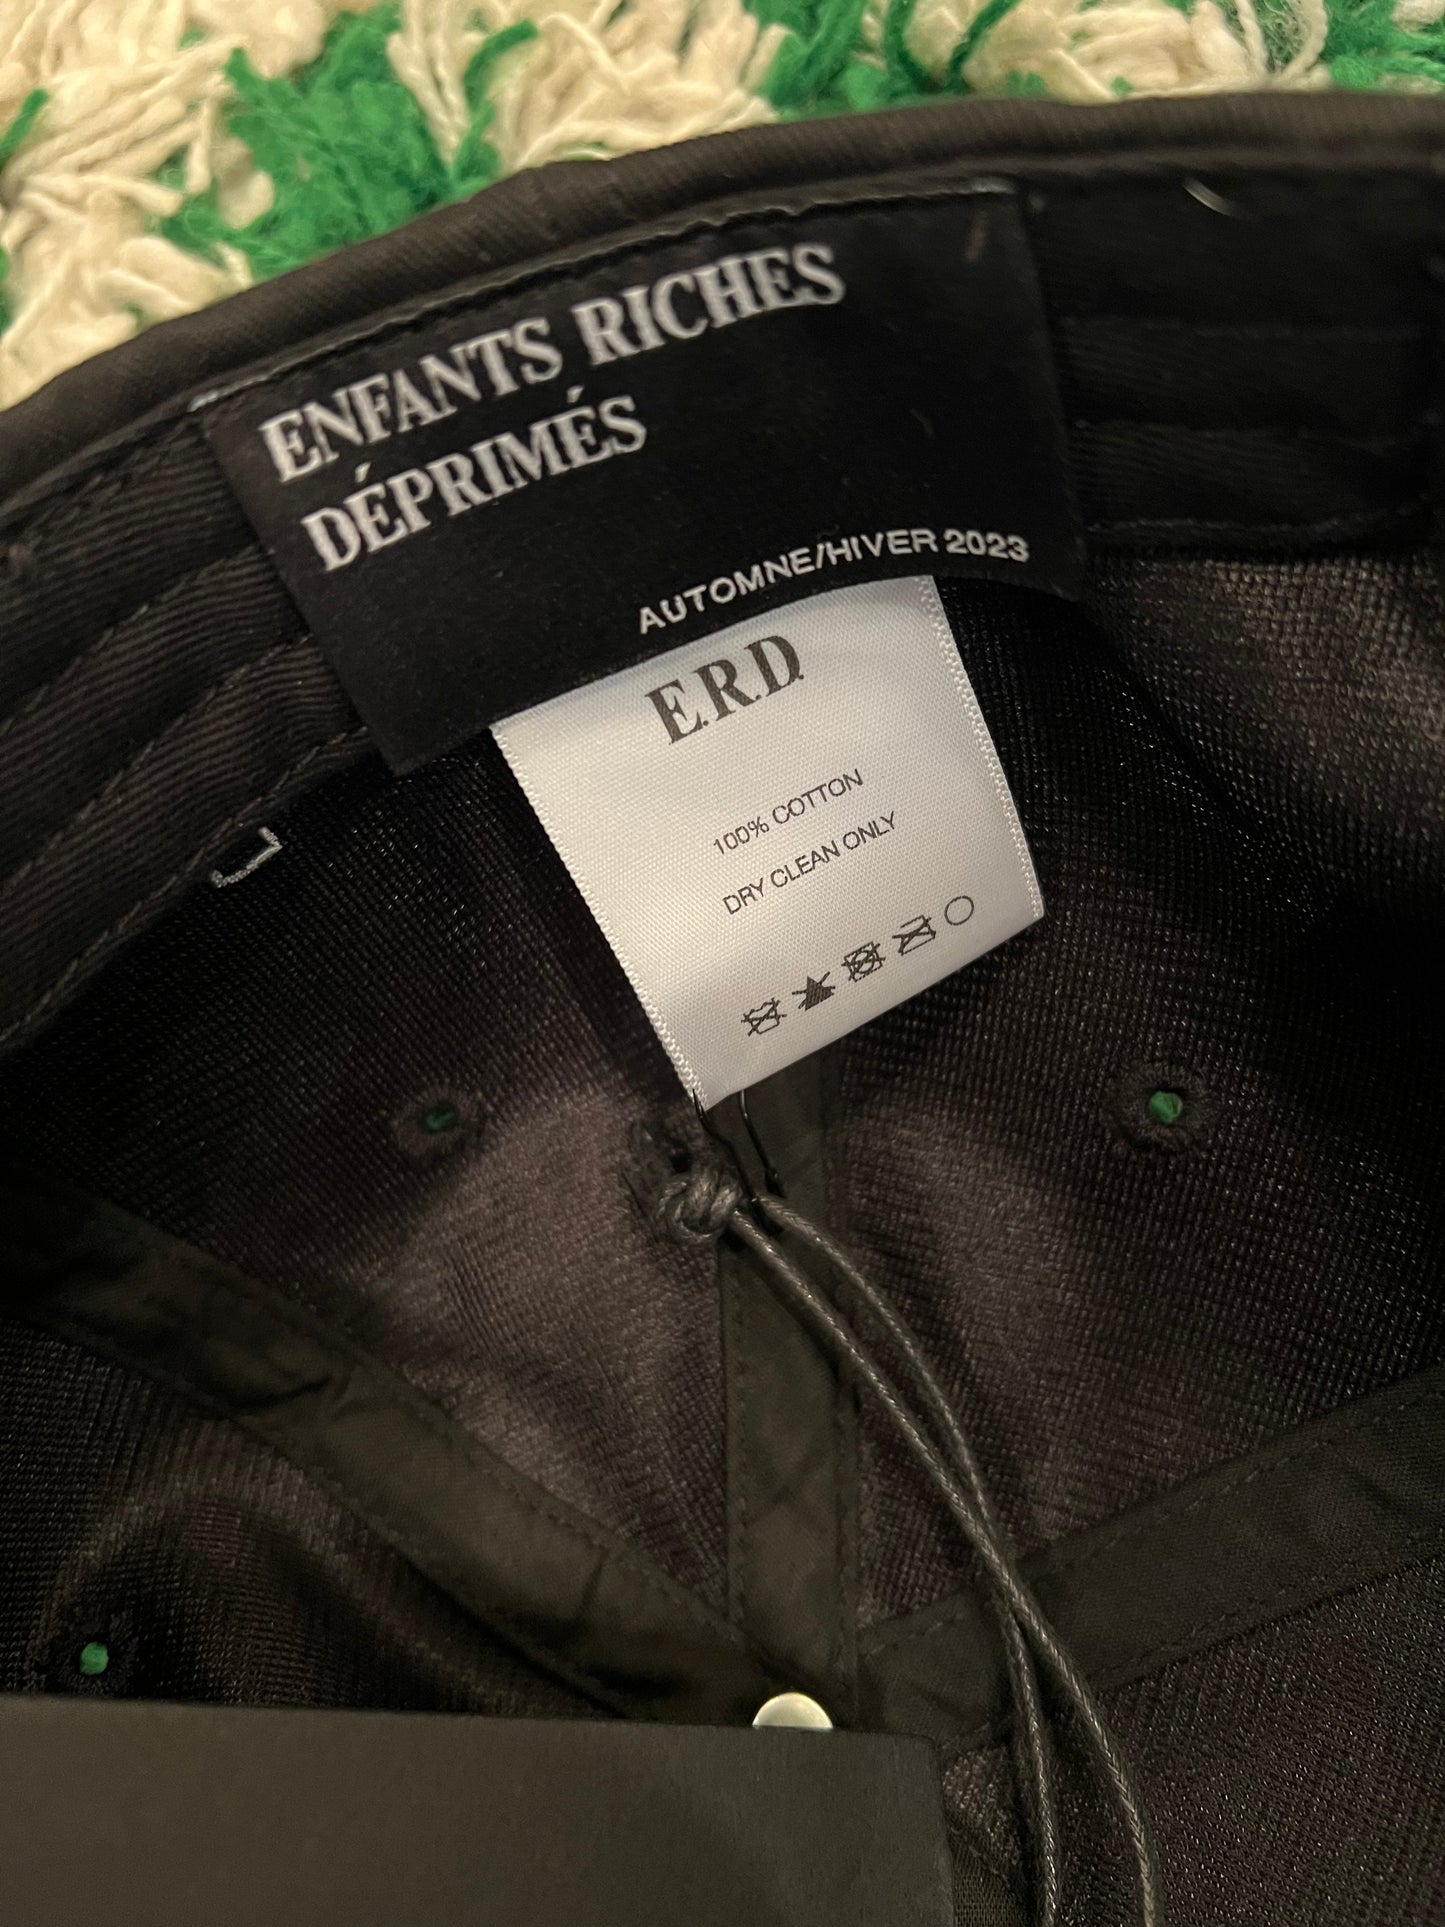 ENFANTS RICHES
DÉPRIMÉS
AUTOMNE/HIVER 2023
E.R.D.
100% COTTON
DRY CLEAN ONLY